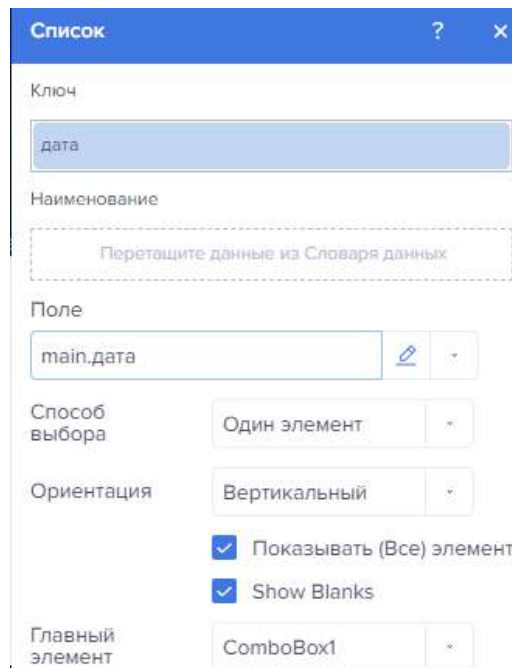 Список ? ×
Ключ
дата
Наименование
Перетащите данные из Словаря данных
Поле
main.дата
Способ
выбора
Один элемент
Ориентация
Вертикальный
Показывать (Все) элемент
Show Blanks
Главный
элемент
ComboBox1